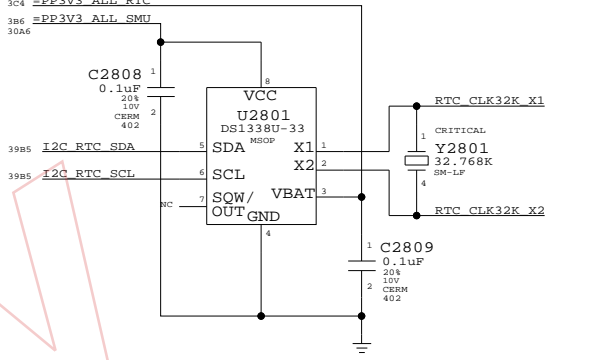 3C4 =PP3V3_ALL_RTC
3B6 =PP3V3_ALL_SMU
30A6
C2808
0.1uF
20%
10V
CERM
402
1
2
8
VCC
U2801
DS1338U-33
MSOP
39B5 I2C_RTC_SDA
5 SDA
X1 1
39B5 I2C_RTC_SCL
6 SCL
X2 2
NC
7 SQW/
OUT
VBAT 3
GND
4
RTC_CLK32K_X1
1
CRITICAL
Y2801
32.768K
SM-LF
4
RTC_CLK32K_X2
1
C2809
0.1uF
20%
10V
2
CERM
402